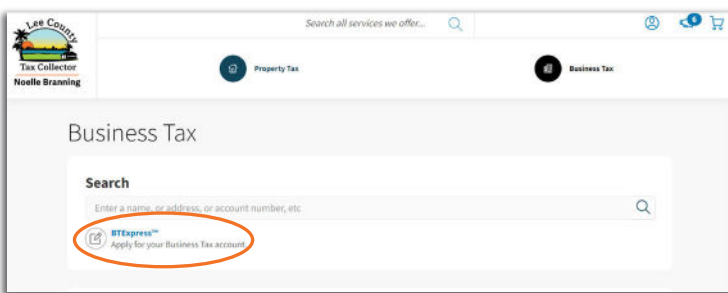 Lee County
Tax Collector
Noelle Branning
Search all services we offer...
6
Property Tax
Business Tax
Business Tax
Search
Enter a name, or address, or account number, etc
BTExpress™
Apply for your Business Tax account.